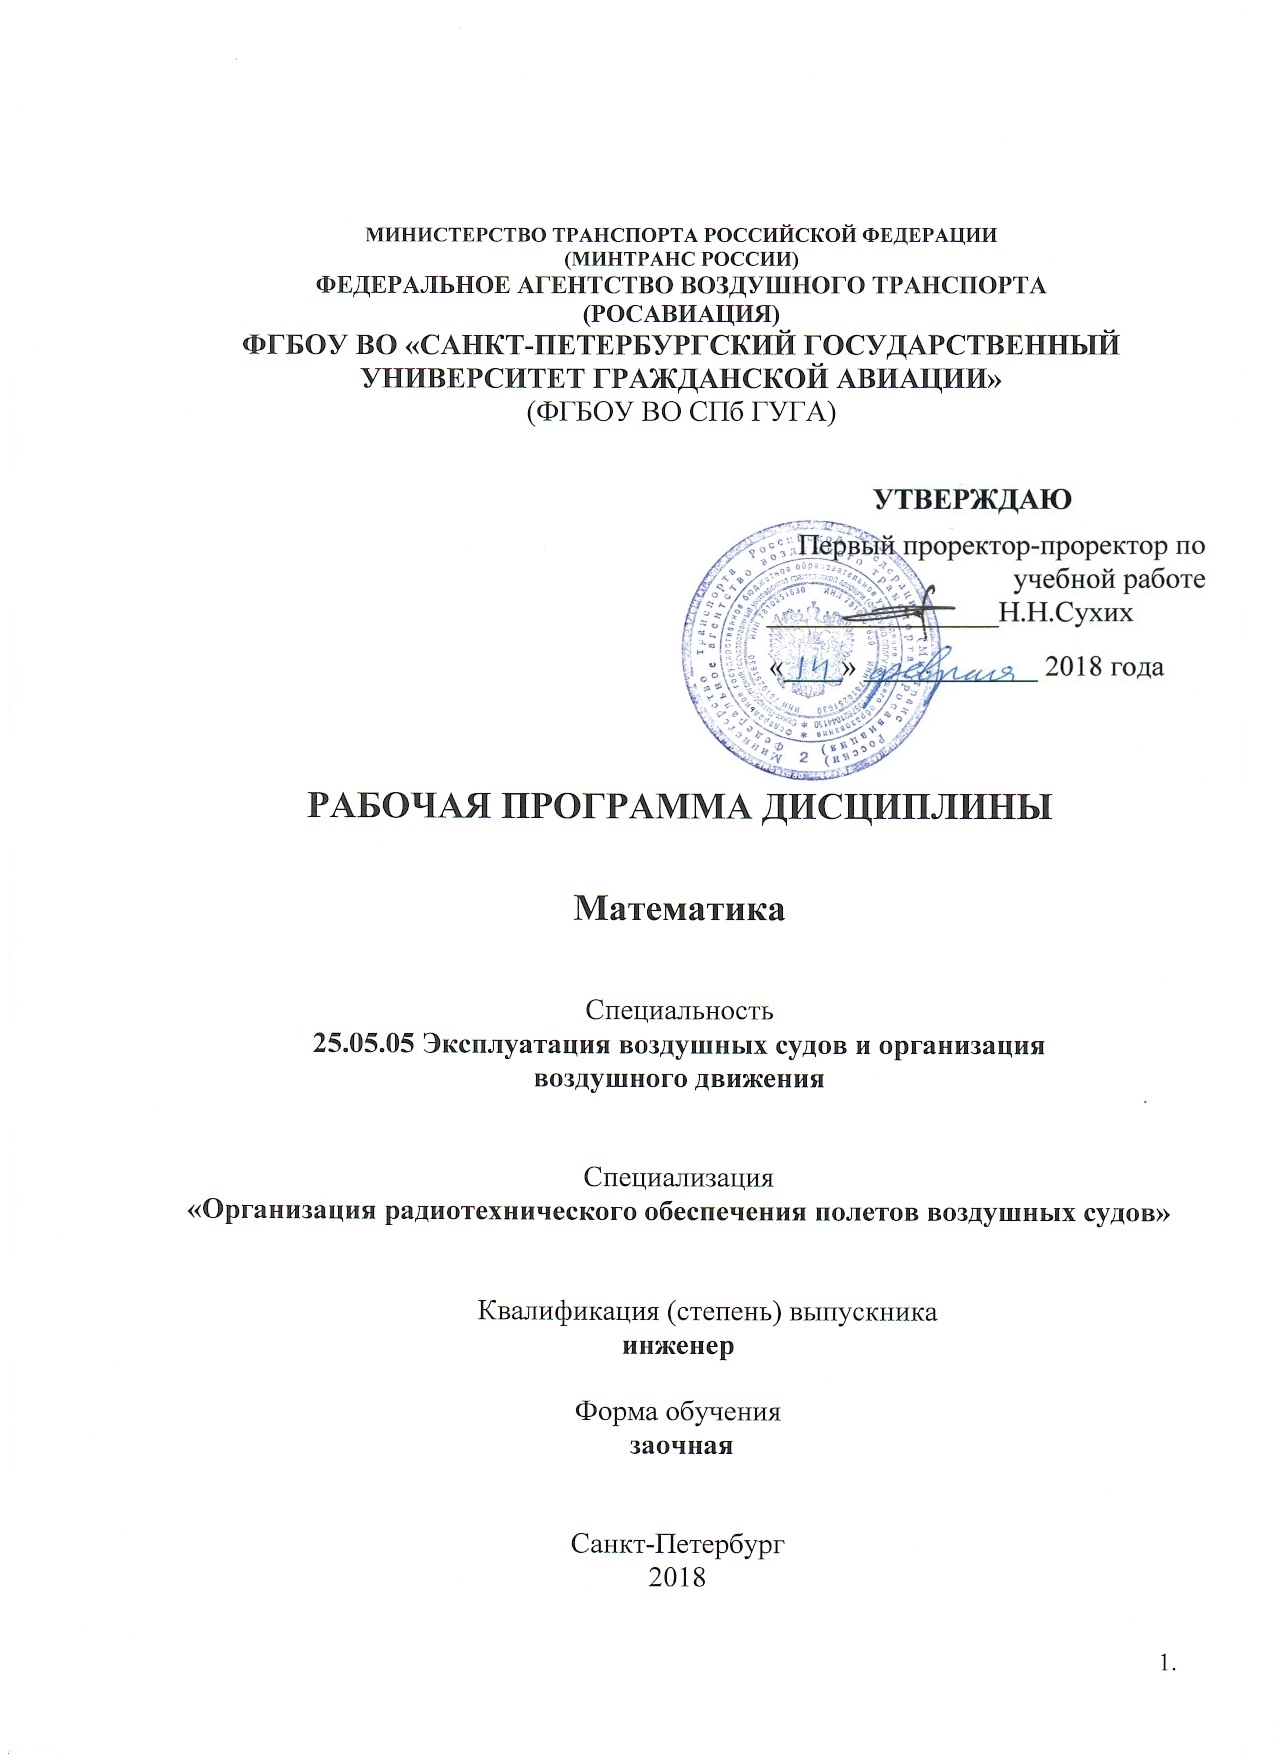 МИНИСТЕРСТВО ТРАНСПОРТА РОССИЙСКОЙ ФЕДЕРАЦИИ
(МИНТРАНС РОССИИ)
ФЕДЕРАЛЬНОЕ АГЕНТСТВО ВОЗДУШНОГО ТРАНСПОРТА
(РОСАВИАЦИЯ)
ФГБОУ ВО «САНКТ-ПЕТЕРБУРГСКИЙ ГОСУДАРСТВЕННЫЙ
УНИВЕРСИТЕТ ГРАЖДАНСКОЙ АВИАЦИИ»
(ФГБОУ ВО СПб ГУГА)
УТВЕРЖДАЮ
Первый проректор-проректор по
учебной работе
Н.Н.Сухих
«14» февраля 2018 года
РАБОЧАЯ ПРОГРАММА ДИСЦИПЛИНЫ
Математика
Специальность
25.05.05 Эксплуатация воздушных судов и организация
воздушного движения
Специализация
«Организация радиотехнического обеспечения полетов воздушных судов»
Квалификация (степень) выпускника
инженер
Форма обучения
заочная
Санкт-Петербург
2018
1.